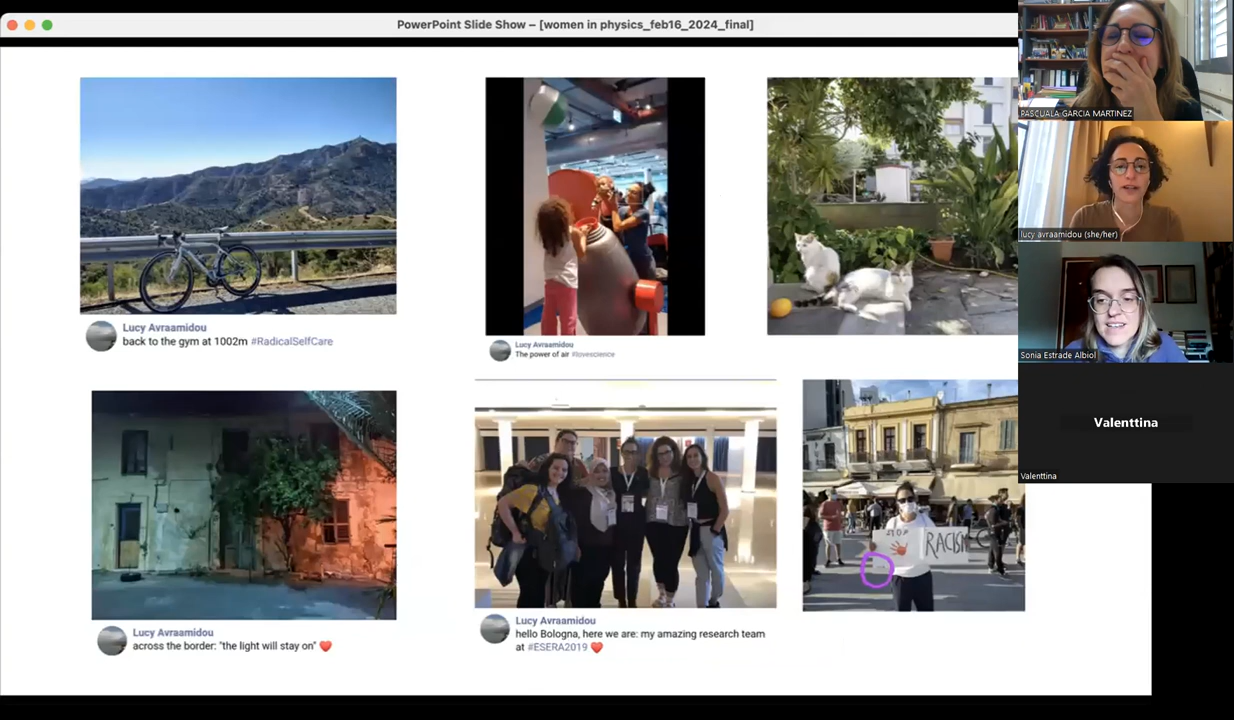 PowerPoint Slide Show – [women in physics_feb16_2024_final]
PASCUALA GARCIA MARTINEZ
lucy avraamidou (she/her)
Sonia Estrade Albiol
Valenttina
Valenttina
Lucy Avraamidou
back to the gym at 1002m #RadicalSelfCare
Lucy Avraamidou
The power of air #lovescience
Lucy Avraamidou
across the border: "the light will stay on" ❤️
Lucy Avraamidou
hello Bologna, here we are: my amazing research team
at #ESERA2019 ❤️
STOP
RACISM